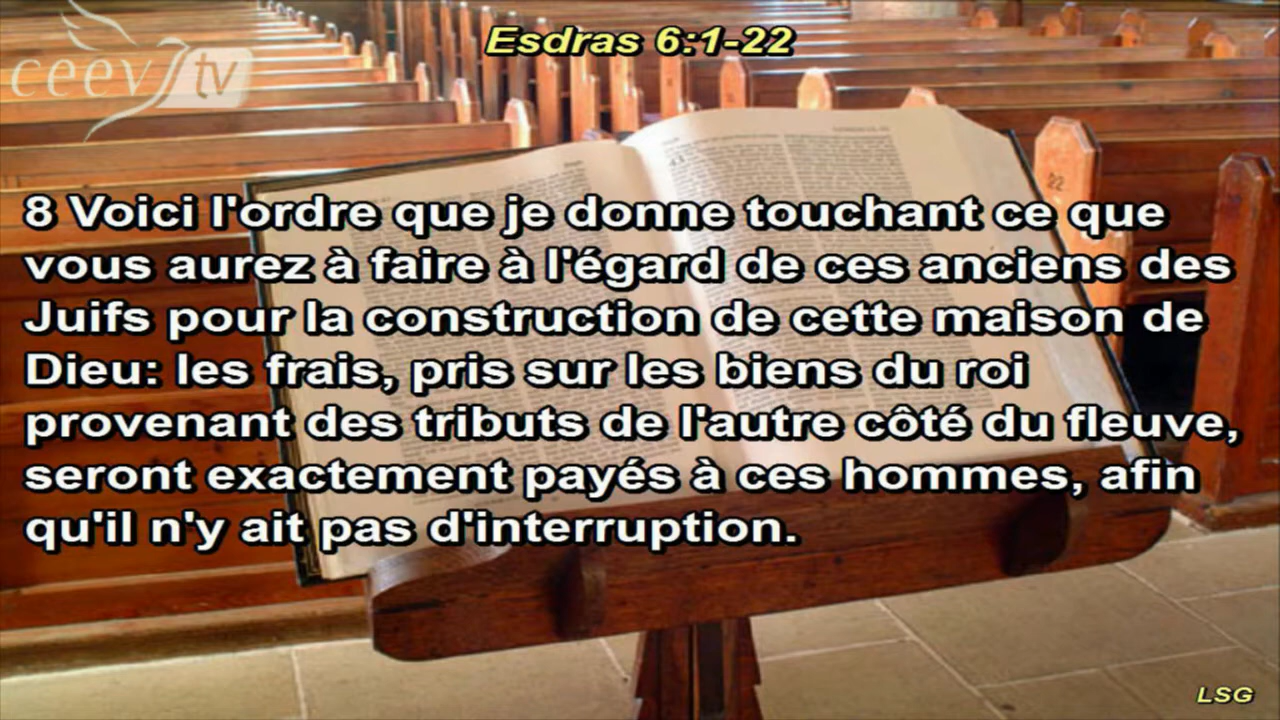 ceev tv
Esdras 6:1-22
22
8 Voici l'ordre que je donne touchant ce que
vous aurez à faire à l'égard de ces anciens des
Juifs pour la construction de cette maison de
Dieu: les frais, pris sur les biens du roi
provenant des tributs de l'autre côté du fleuve,
seront exactement payés à ces hommes, afin
qu'il n'y ait pas d'interruption.
LSG